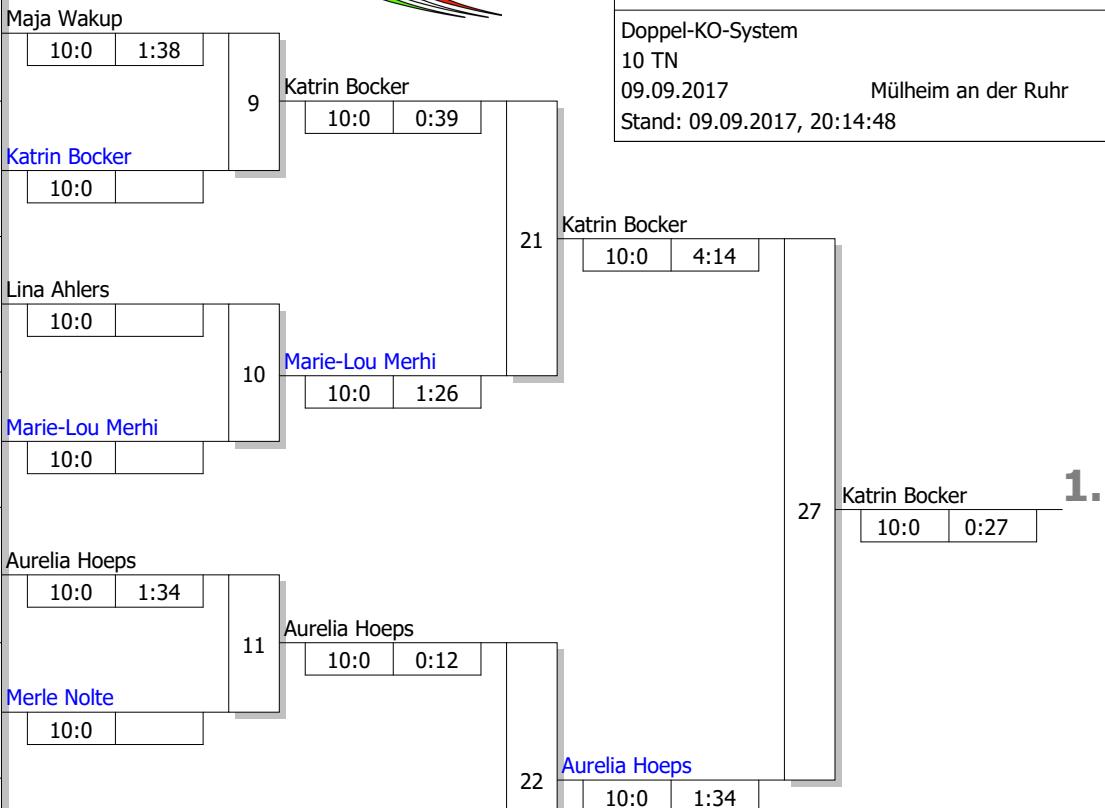 Maja Wakup
10:0 1:38
9
Katrin Bocker
10:0 0:39
Katrin Bocker
10:0
Doppel-KO-System
10 TN
09.09.2017 Mülheim an der Ruhr
Stand: 09.09.2017, 20:14:48
21
Katrin Bocker
10:0 4:14
Lina Ahlers
10:0
10
Marie-Lou Merhi
10:0 1:26
Marie-Lou Merhi
10:0
27
Katrin Bocker
10:0 0:27
1.
Aurelia Hoeps
10:0 1:34
11
Aurelia Hoeps
10:0 0:12
Merle Nolte
10:0
22
Aurelia Hoeps
10:0 1:34